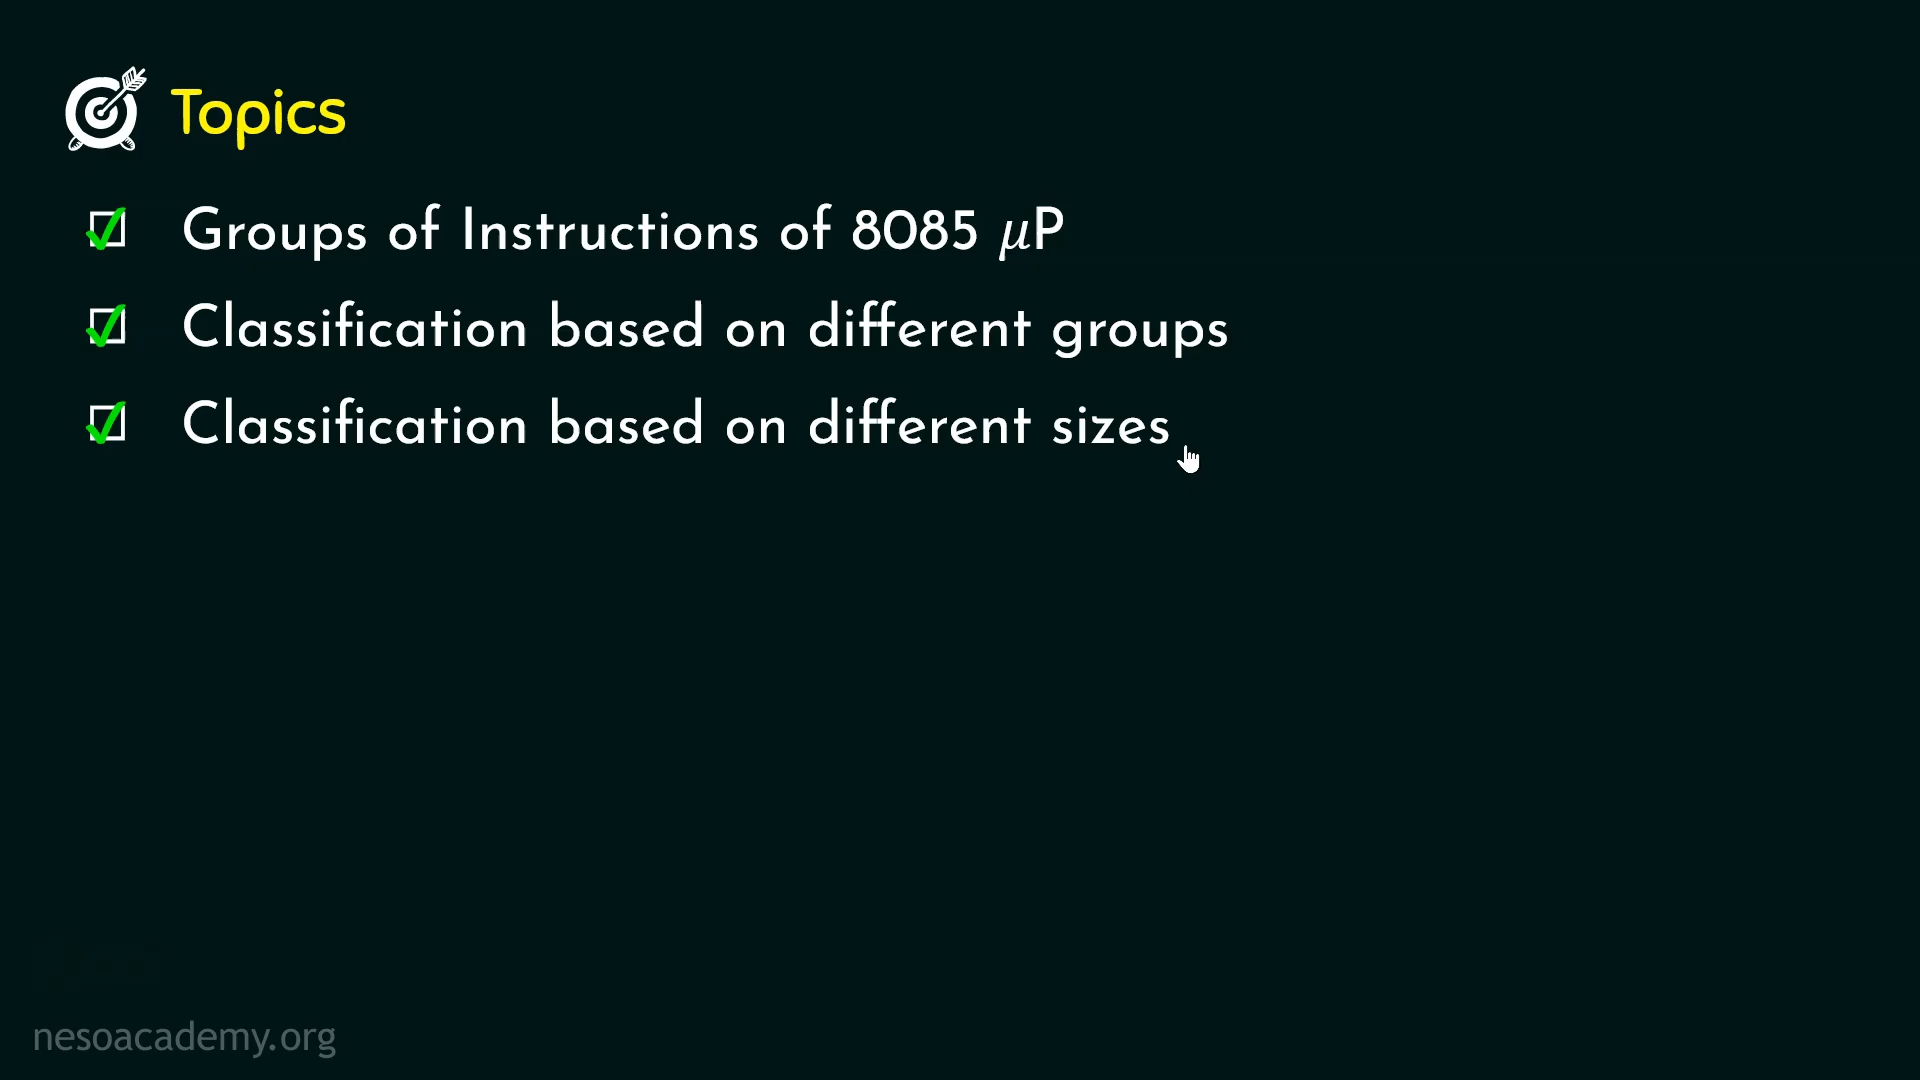 Topics
Groups of Instructions of 8085 μP
Classification based on different groups
Classification based on different sizes
nesoacademy.org